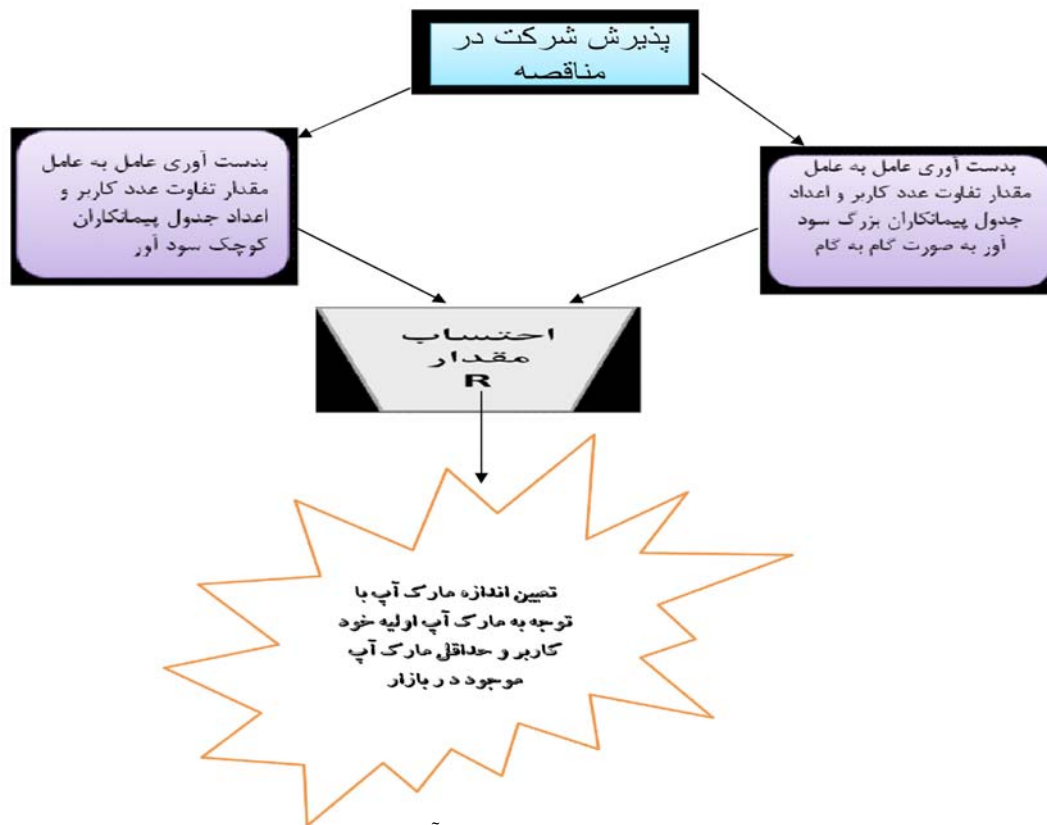 پذیرش شرکت در
مناقصه
بدست آوری عامل به عامل
مقدار تفاوت عدد کاربر و اعداد
جدول پیمانکاران بزرگ سود
آور به صورت گام به گام
بدست آوری عامل به عامل
مقدار تفاوت عدد کاربر و
اعداد جدول پیمانکاران
کوچک سود آور
احتساب
مقدار
R
تعیین اندازه مارک آپ با
توجه به مارک آپ اولیه خود
کاربر و حداقل مارک آپ
موجود در بازار